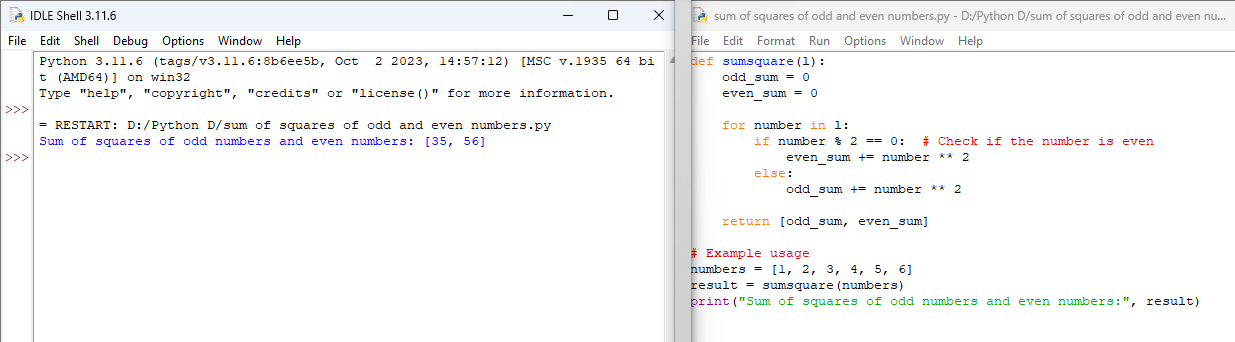 IDLE Shell 3.11.6
File Edit Shell Debug Options Window Help
Python 3.11.6 (tags/v3.11.6:8b6ee5b, Oct  2 2023, 14:57:12) [MSC v.1935 64 bi
t (AMD64)] on win32
Type "help", "copyright", "credits" or "license()" for more information.
>>>
= RESTART: D:/Python D/sum of squares of odd and even numbers.py
Sum of squares of odd numbers and even numbers: [35, 56]
>>>
sum of squares of odd and even numbers.py - D:/Python D/sum of squares of odd and even nu...
File Edit Format Run Options Window Help
def sumsquare(l):
    odd_sum = 0
    even_sum = 0

    for number in l:
        if number % 2 == 0:  # Check if the number is even
            even_sum += number ** 2
        else:
            odd_sum += number ** 2

    return [odd_sum, even_sum]

# Example usage
numbers = [1, 2, 3, 4, 5, 6]
result = sumsquare(numbers)
print("Sum of squares of odd numbers and even numbers:", result)